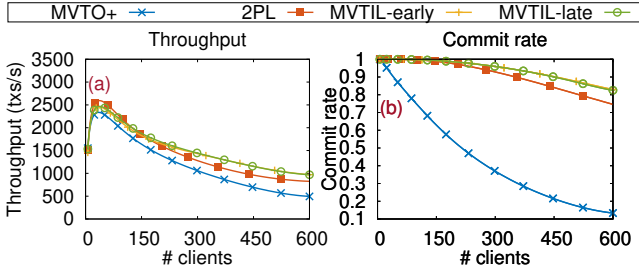 MVTO+ 2PL MVTIL-early MVTIL-late
Throughput
Commit rate
(a)
(b)
Throughput (txs/s)
3500
3000
2500
2000
1500
1000
500
0
0 150 300 450 600
# clients
Commit rate
1
0.9
0.8
0.7
0.6
0.5
0.4
0.3
0.2
0.1
0 150 300 450 600
# clients